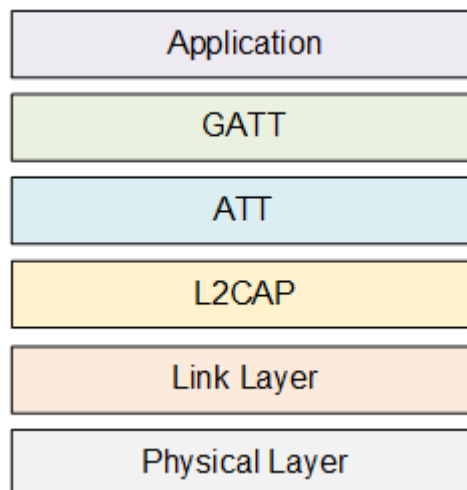 Application
GATT
ATT
L2CAP
Link Layer
Physical Layer